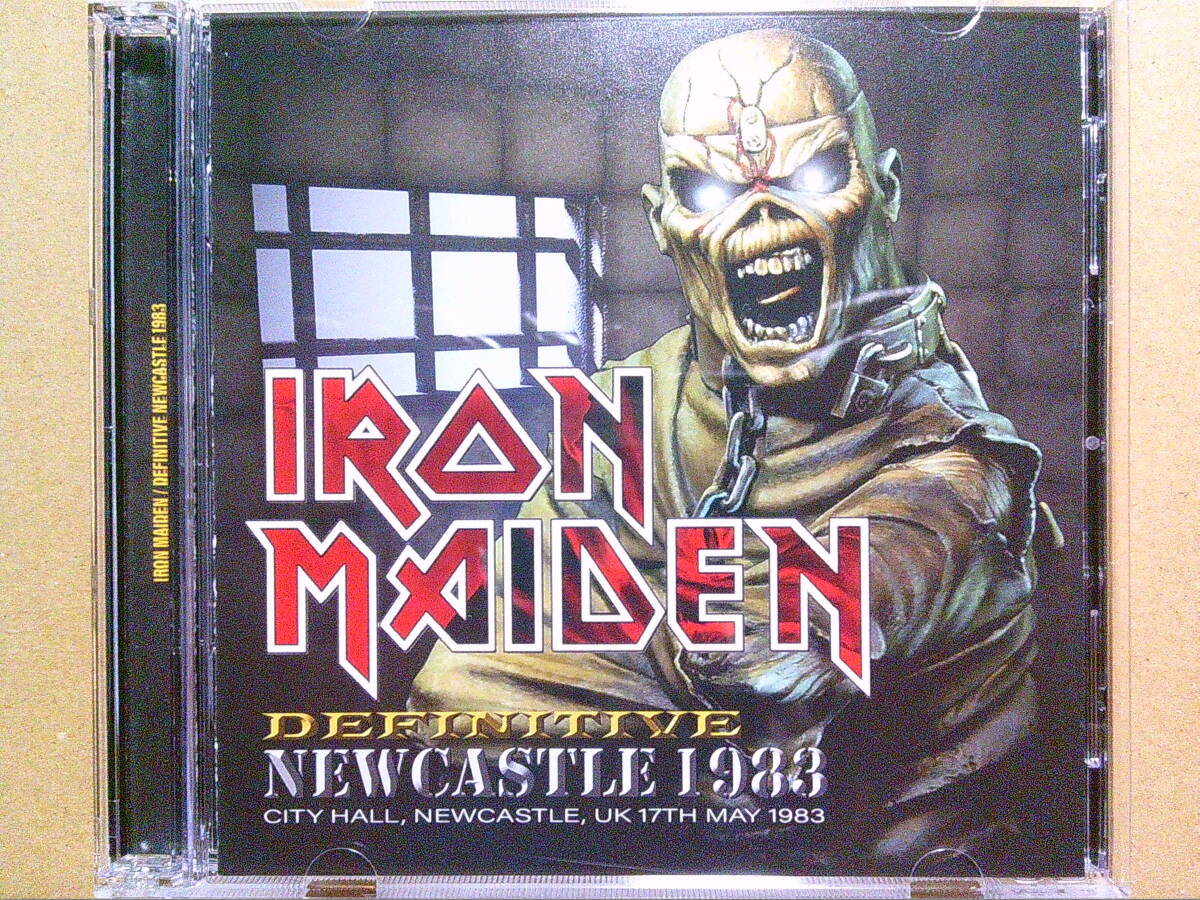 IRON MAIDEN / DEFINITIVE NEWCASTLE 1983
IRON
MAIDEN
DEFINITIVE
NEWCASTLE 1983
CITY HALL, NEWCASTLE, UK 17TH MAY 1983